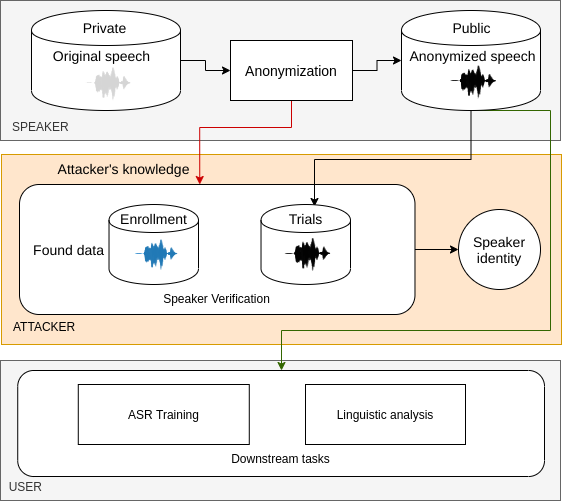 Private
Original speech
Anonymization
Public
Anonymized speech
SPEAKER
Attacker's knowledge
Enrollment
Trials
Found data
Speaker Verification
Speaker
identity
ATTACKER
ASR Training
Linguistic analysis
Downstream tasks
USER